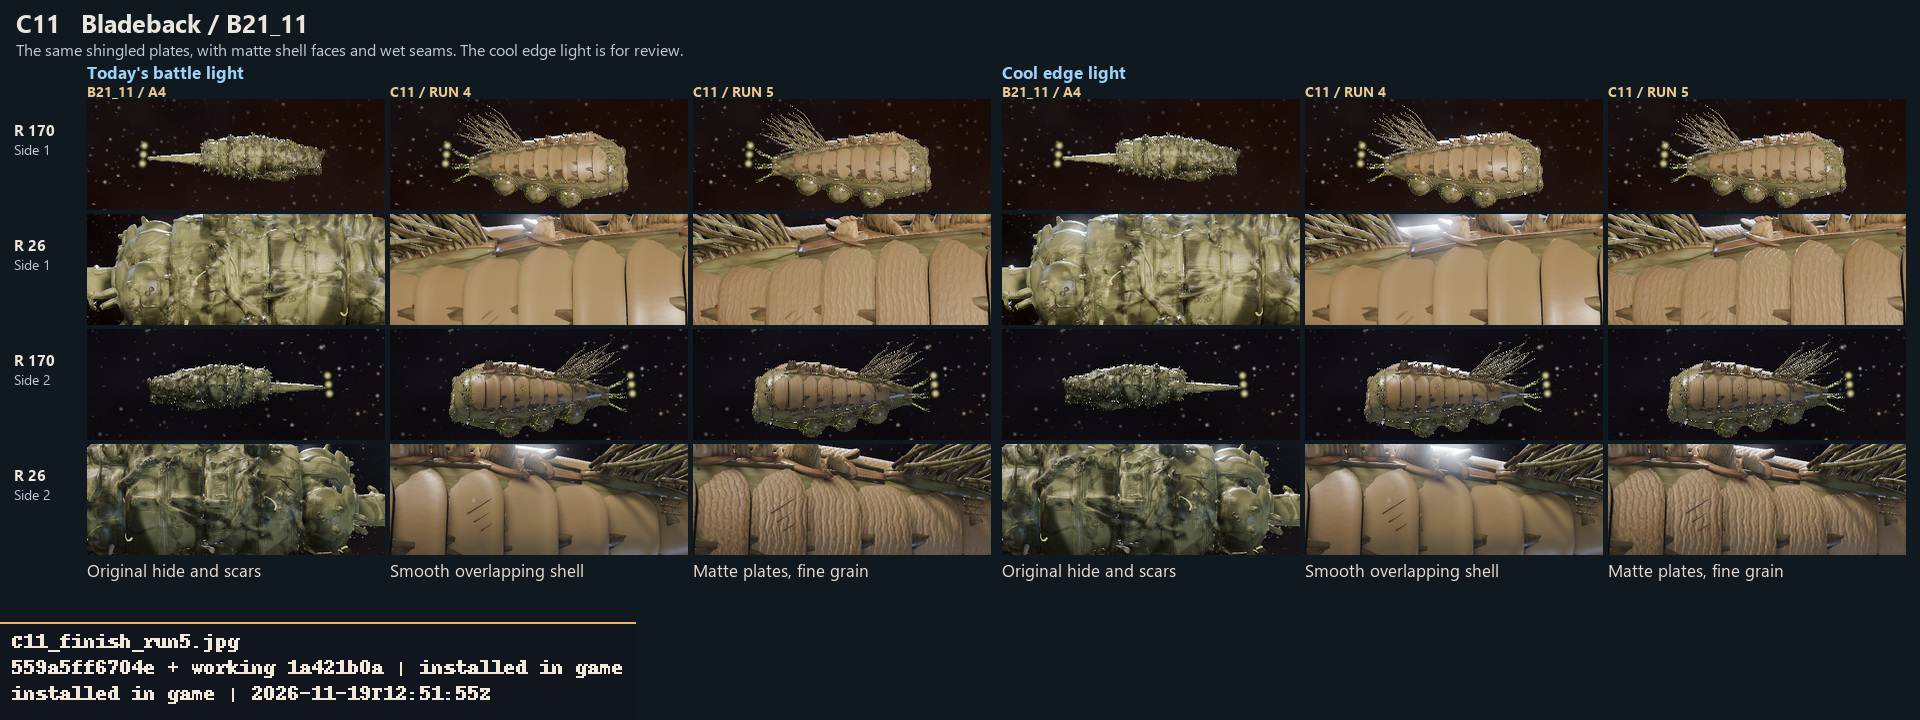 C11 Bladeback / B21_11
The same shingled plates, with matte shell faces and wet seams. The cool edge light is for review.
Today's battle light
Cool edge light
B21_11 / A4
C11 / RUN 4
C11 / RUN 5
B21_11 / A4
C11 / RUN 4
C11 / RUN 5
R 170
Side 1
R 26
Side 1
R 170
Side 2
R 26
Side 2
Original hide and scars
Smooth overlapping shell
Matte plates, fine grain
Original hide and scars
Smooth overlapping shell
Matte plates, fine grain
C11_finish_run5.jpg
559a5ff6704e + working 1a421b0a | installed in game
installed in game | 2026-11-19T12:51:55Z